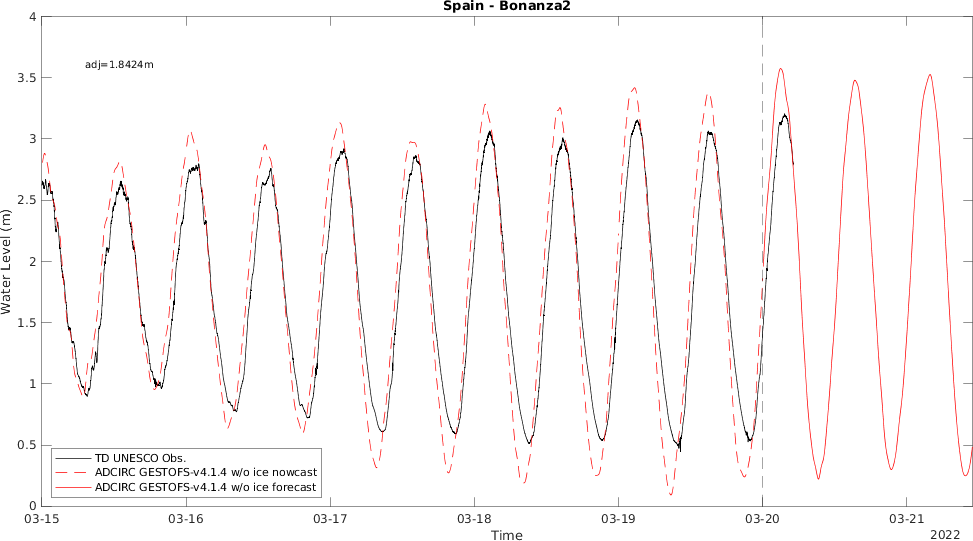 Spain - Bonanza2
4
3.5
3
2.5
2
1.5
1
0.5
0
Water Level (m)
adj=1.8424m
TD UNESCO Obs.
ADCIRC GESTOFS-v4.1.4 w/o ice nowcast
ADCIRC GESTOFS-v4.1.4 w/o ice forecast
03-15 03-16 03-17 03-18 03-19 03-20 03-21
Time
2022